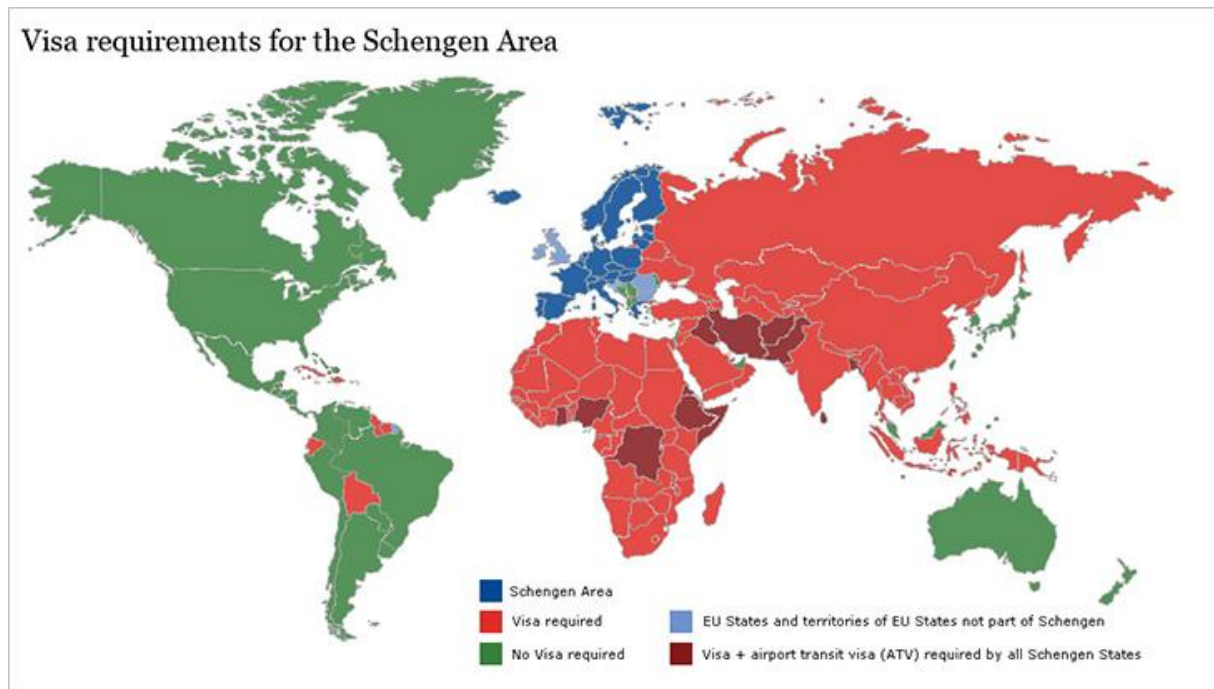 Visa requirements for the Schengen Area
Schengen Area
Visa required
EU States and territories of EU States not part of Schengen
No Visa required
Visa + airport transit visa (ATV) required by all Schengen States